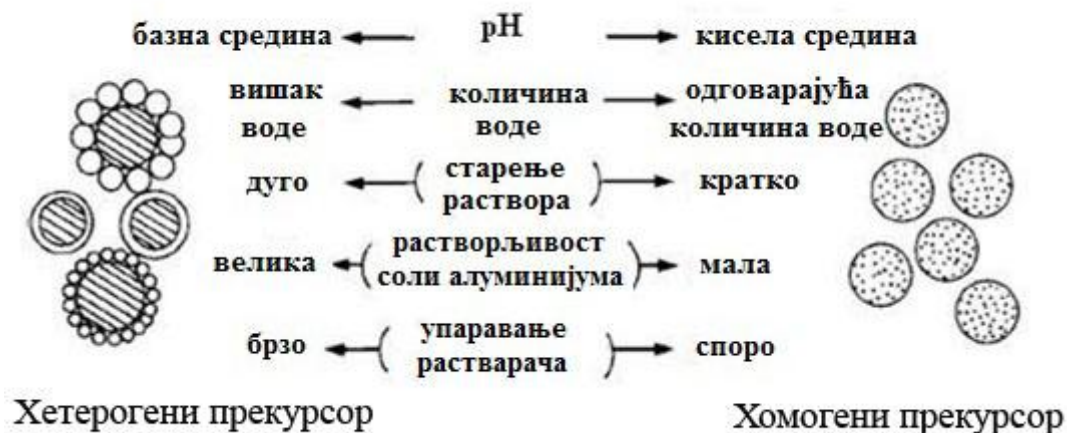 базна средина pH кисела средина
вишак количина одговарајућа
воде воде количина воде
дуго старење кратко
раствора
велика растворљивост мала
соли алуминијума
брзо упаравање споро
растварача
Хетерогени прекурсор Хомогени прекурсор